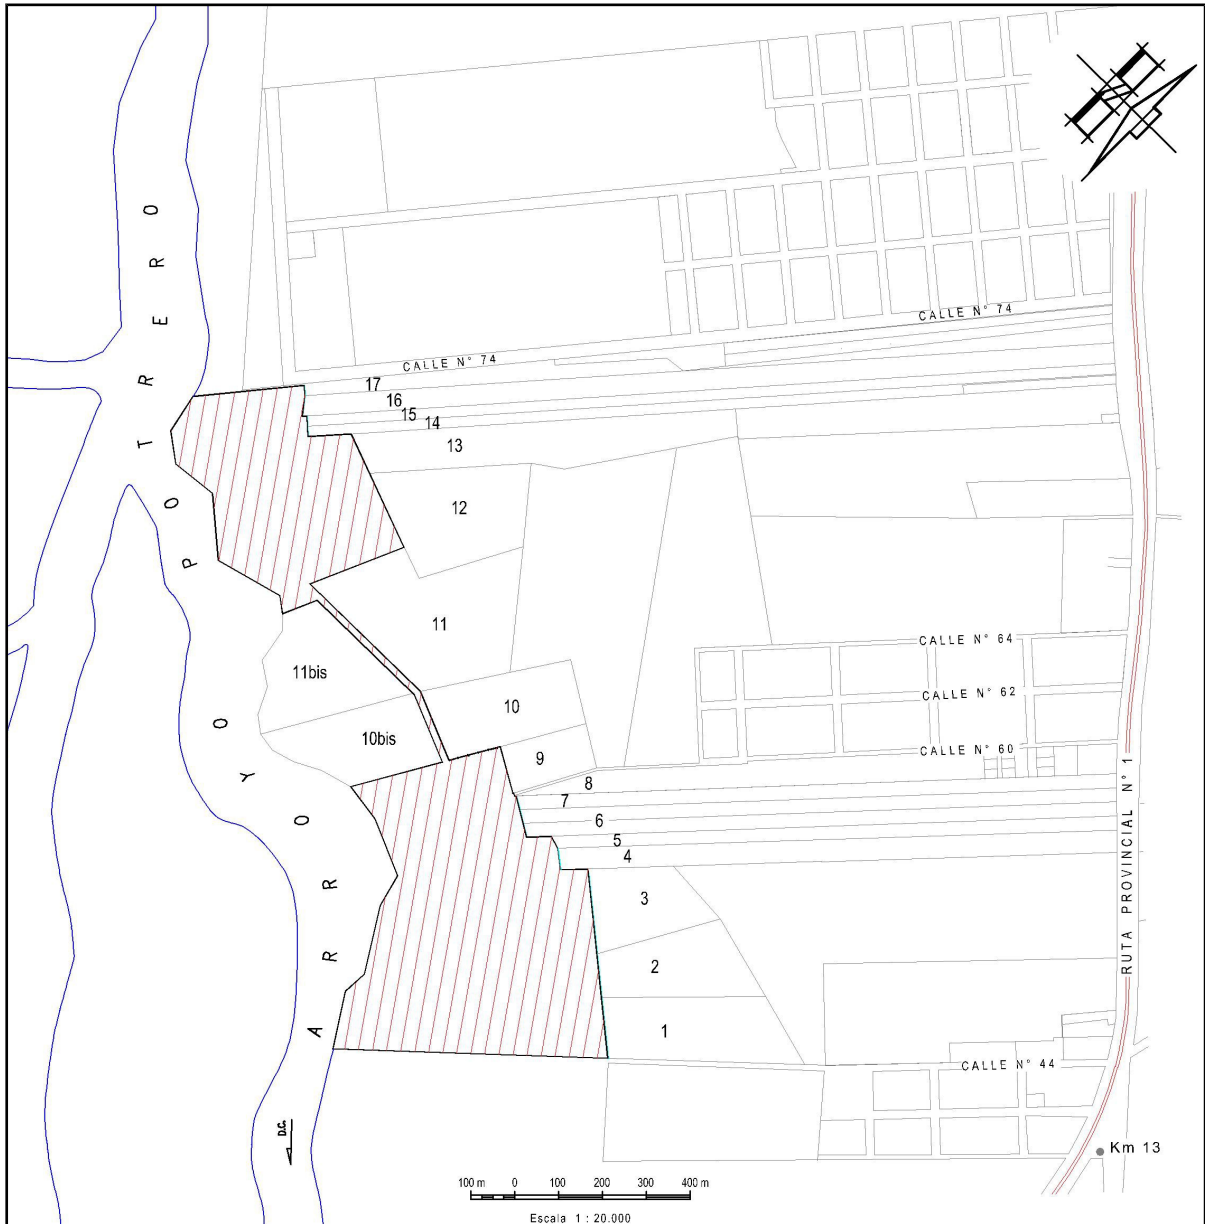 ARROYO POTRERO
CALLE N° 74
CALLE N° 74
17
16
15
14
13
12
11
11bis
10
10bis
9
8
7
6
5
4
3
2
1
CALLE N° 64
CALLE N° 62
CALLE N° 60
RUTA PROVINCIAL N° 1
CALLE N° 44
Km 13
D.C.
100 m 0 100 200 300 400 m
Escala 1 : 20.000